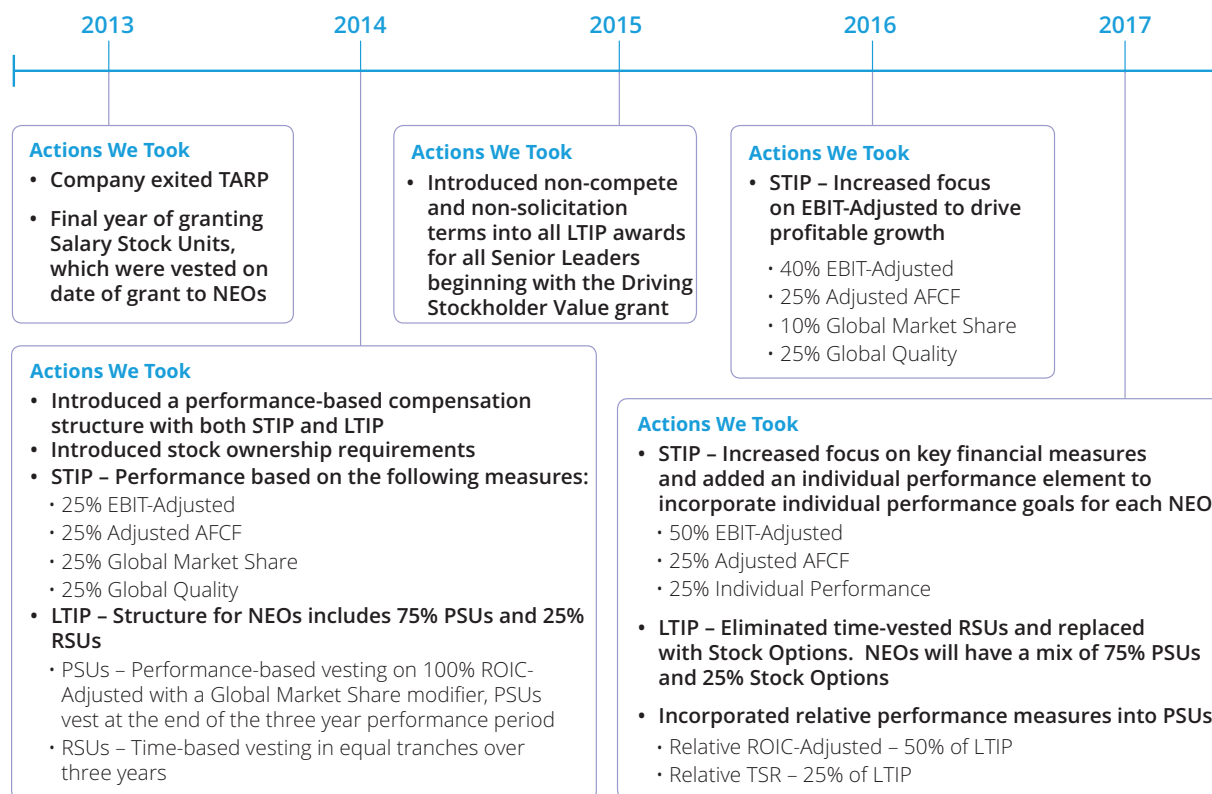 2013
2014
2015
2016
2017
Actions We Took
• Company exited TARP
• Final year of granting
Salary Stock Units,
which were vested on
date of grant to NEOs
Actions We Took
• Introduced a performance-based compensation
structure with both STIP and LTIP
• Introduced stock ownership requirements
• STIP – Performance based on the following measures:
• 25% EBIT-Adjusted
• 25% Adjusted AFCF
• 25% Global Market Share
• 25% Global Quality
• LTIP – Structure for NEOs includes 75% PSUs and 25%
RSUs
• PSUs – Performance-based vesting on 100% ROIC-
Adjusted with a Global Market Share modifier, PSUs
vest at the end of the three year performance period
• RSUs – Time-based vesting in equal tranches over
three years
Actions We Took
• Introduced non-compete
and non-solicitation
terms into all LTIP awards
for all Senior Leaders
beginning with the Driving
Stockholder Value grant
Actions We Took
• STIP – Increased focus
on EBIT-Adjusted to drive
profitable growth
• 40% EBIT-Adjusted
• 25% Adjusted AFCF
• 10% Global Market Share
• 25% Global Quality
Actions We Took
• STIP – Increased focus on key financial measures
and added an individual performance element to
incorporate individual performance goals for each NEO
• 50% EBIT-Adjusted
• 25% Adjusted AFCF
• 25% Individual Performance
• LTIP – Eliminated time-vested RSUs and replaced
with Stock Options. NEOs will have a mix of 75% PSUs
and 25% Stock Options
• Incorporated relative performance measures into PSUs
• Relative ROIC-Adjusted – 50% of LTIP
• Relative TSR – 25% of LTIP